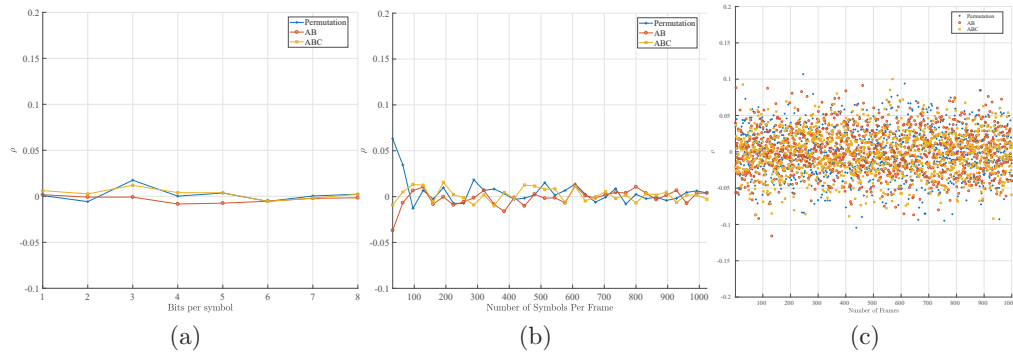 0.2
0.15
0.1
0.05
0
-0.05
-0.1
ρ
1 2 3 4 5 6 7 8
Bits per symbol
Permutation
AB
ABC
(a)
0.2
0.15
0.1
0.05
0
-0.05
-0.1
ρ
100 200 300 400 500 600 700 800 900 1000
Number of Symbols Per Frame
Permutation
AB
ABC
(b)
0.2
0.15
0.1
0.05
0
-0.05
-0.1
-0.15
-0.2
ρ
100 200 300 400 500 600 700 800 900 1000
Number of Frames
Permutation
AB
ABC
(c)